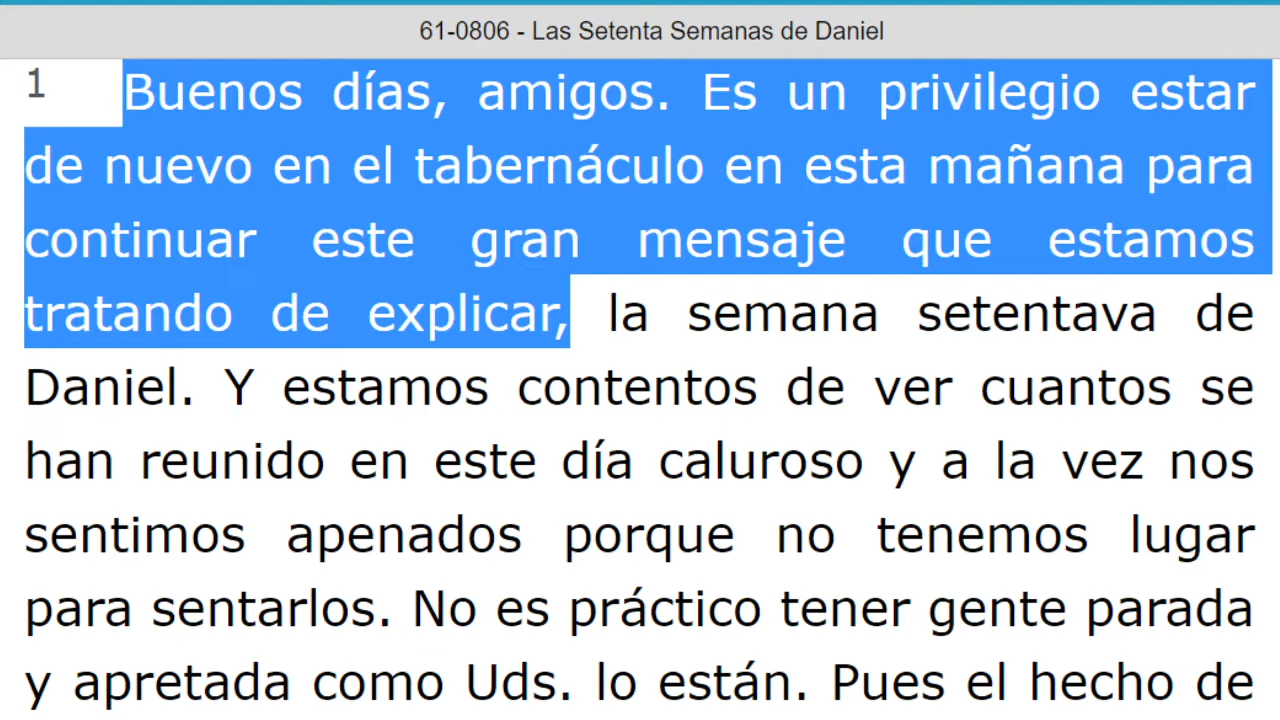 61-0806 - Las Setenta Semanas de Daniel
1 Buenos días, amigos. Es un privilegio estar
de nuevo en el tabernáculo en esta mañana para
continuar este gran mensaje que estamos
tratando de explicar, la semana setentava de
Daniel. Y estamos contentos de ver cuantos se
han reunido en este día caluroso y a la vez nos
sentimos apenados porque no tenemos lugar
para sentarlos. No es práctico tener gente parada
y apretada como Uds. lo están. Pues el hecho de